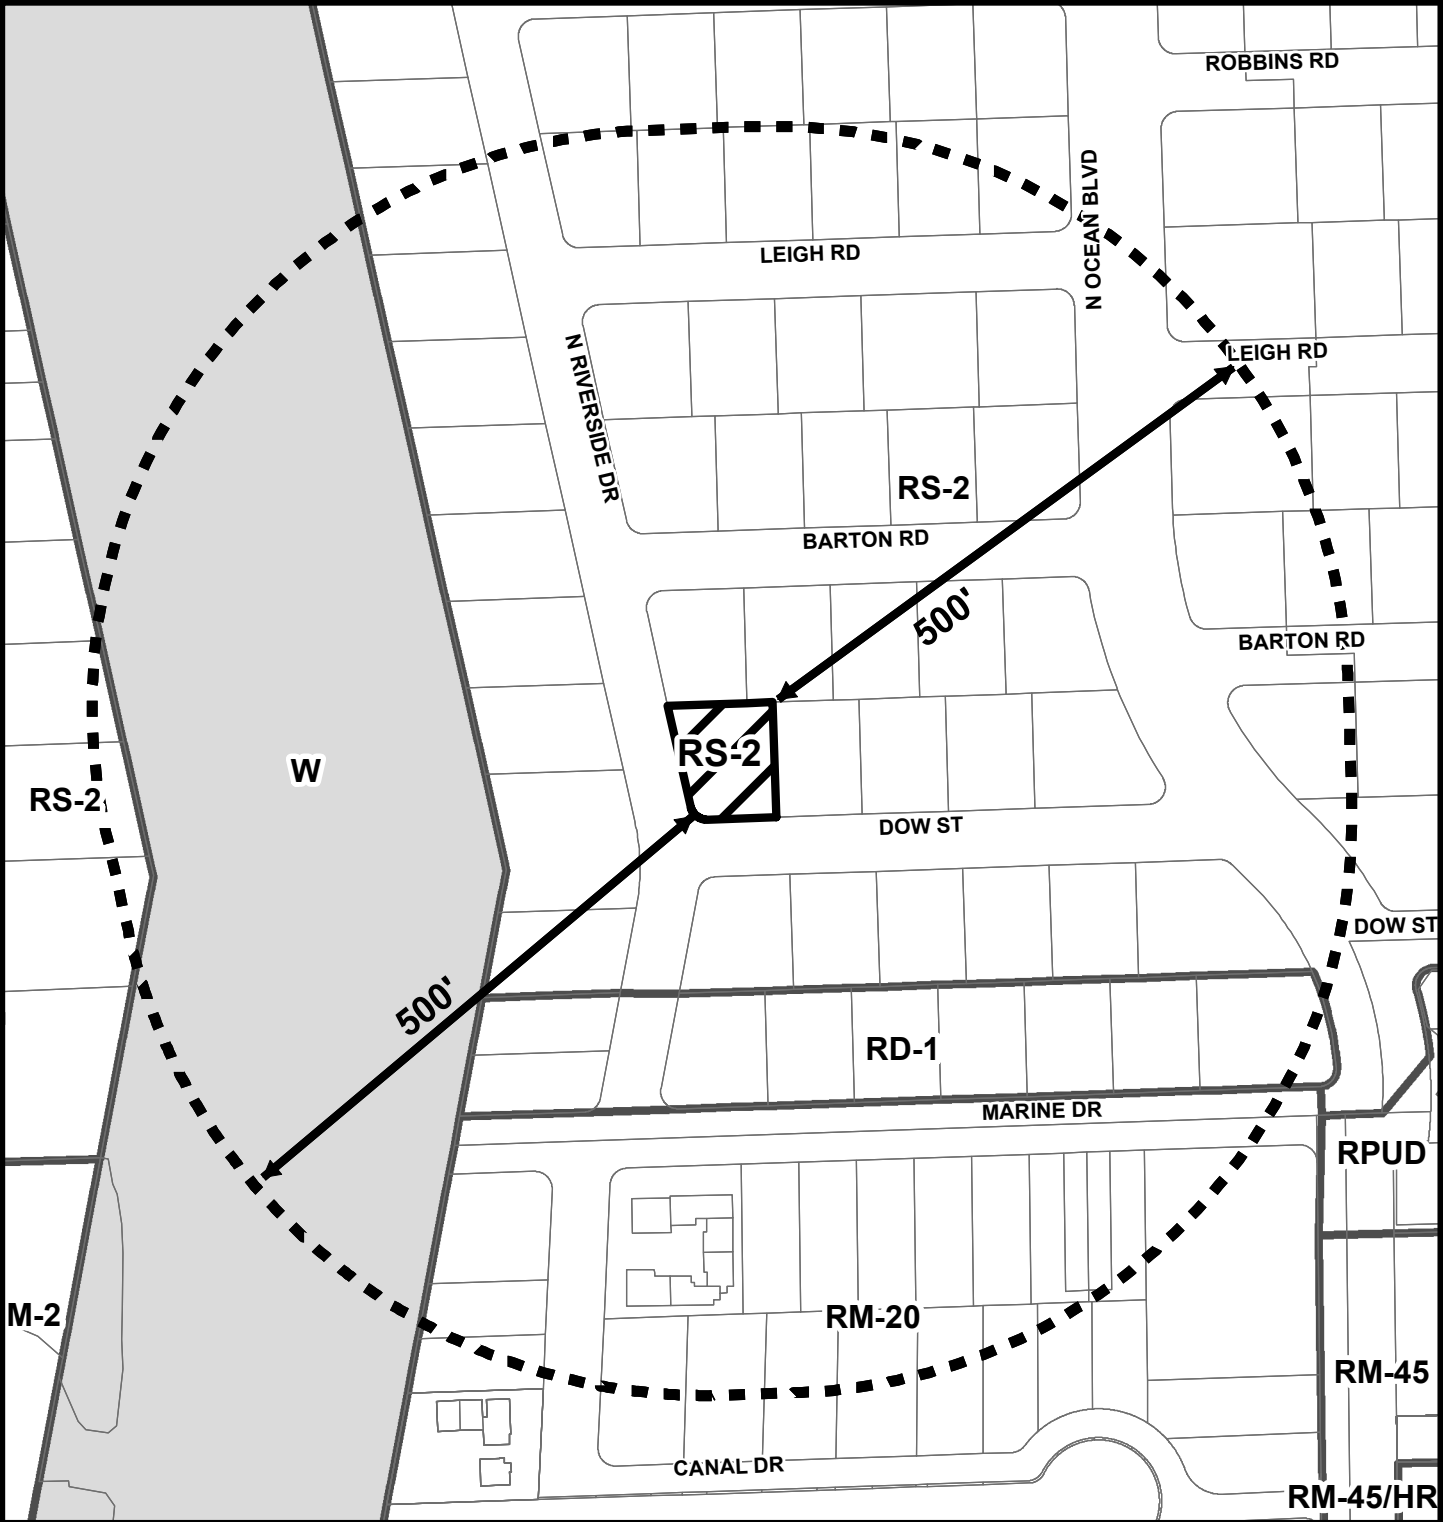 ROBBINS RD
N OCEAN BLVD
LEIGH RD
LEIGH RD
N RIVERSIDE DR
RS-2
BARTON RD
500'
BARTON RD
RS-2
W
RS-2
DOW ST
DOW ST
500'
RD-1
MARINE DR
RPUD
M-2
RM-20
RM-45
CANAL DR
RM-45/HR